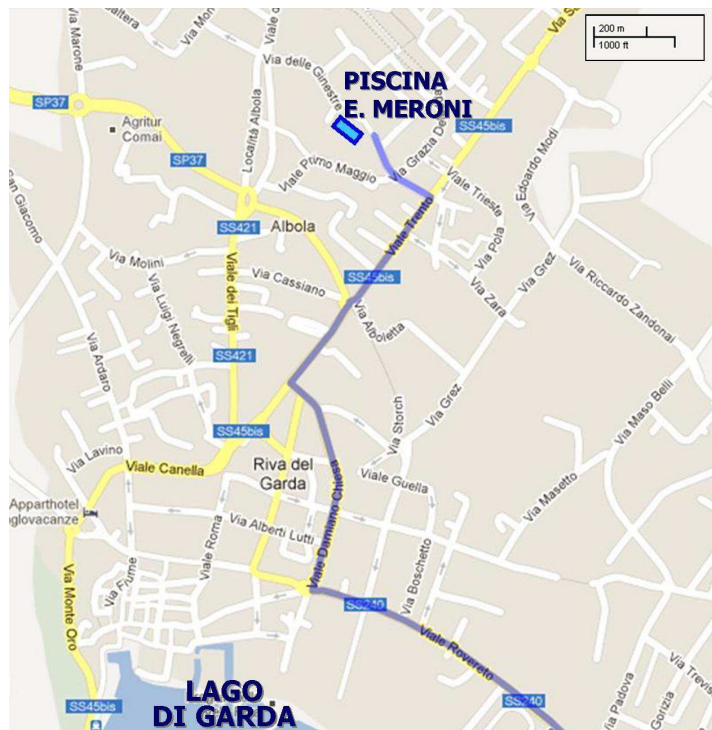 200 m
1000 ft
Via delle Ginestre
PISCINA
E. MERONI
Via Marone
SP37
Agritur
Comai
Località Albola
SS45bis
Via Edoardo Modl
SP37
Viale Primo Maggio
Viale Trieste
San Giacomo
SS421
Albola
Viale Trento
Via Pola
Via Grez
Via Molini
Viale dei Tigli
Via Cassiano
SS45bis
Via Zara
Via Riccardo Zandonai
Via Luigi Negrelli
Via Alboletta
Via Ardaro
SS421
Via Maso Belli
Via Grez
Via Storch
SS45bis
Via Lavino
Viale Canella
Riva del
Garda
Viale Guella
Via Masetto
Apparthotel
Viale Damiano Chiesa
Via Alberti Lutti
Viale Roma
Via Fiume
Via Monte Oro
Via Boschetto
SS240
Viale Rovereto
Via Padova
Gorizia
SS240
LAGO
DI GARDA
SS45bis